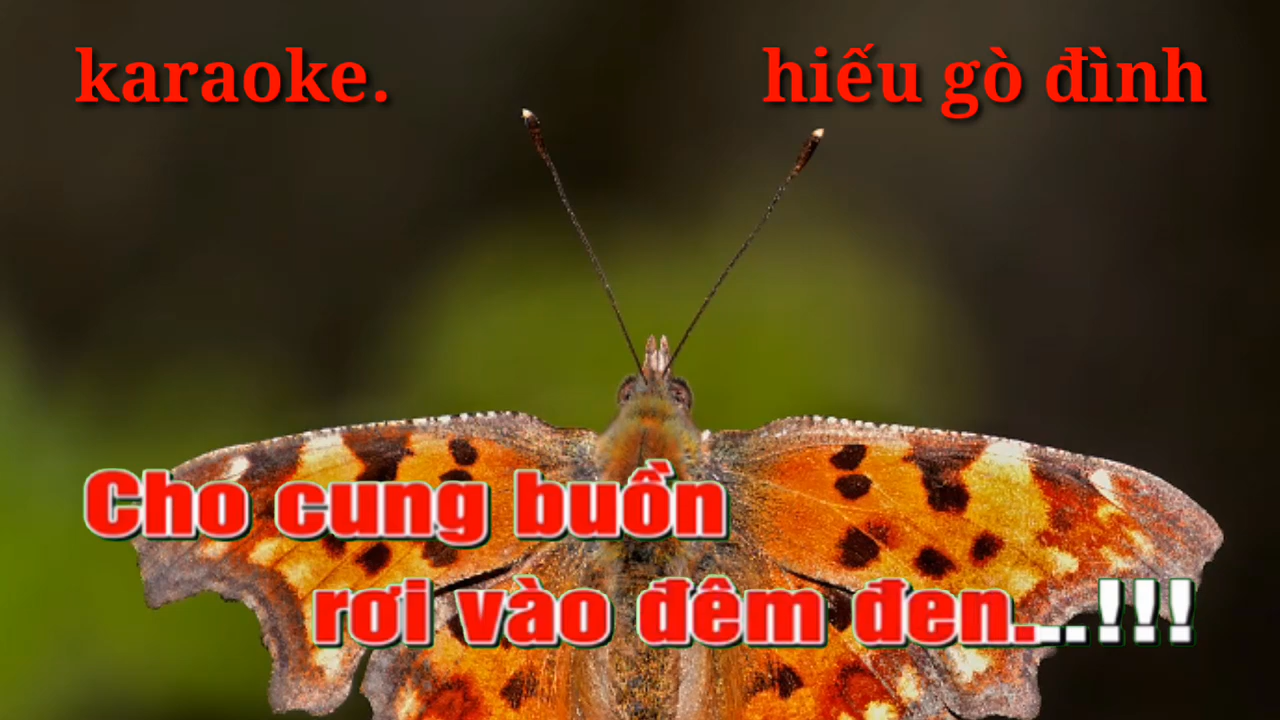 karaoke. hiếu gò đình
Cho cung buồn
rơi vào đêm đen...!!!